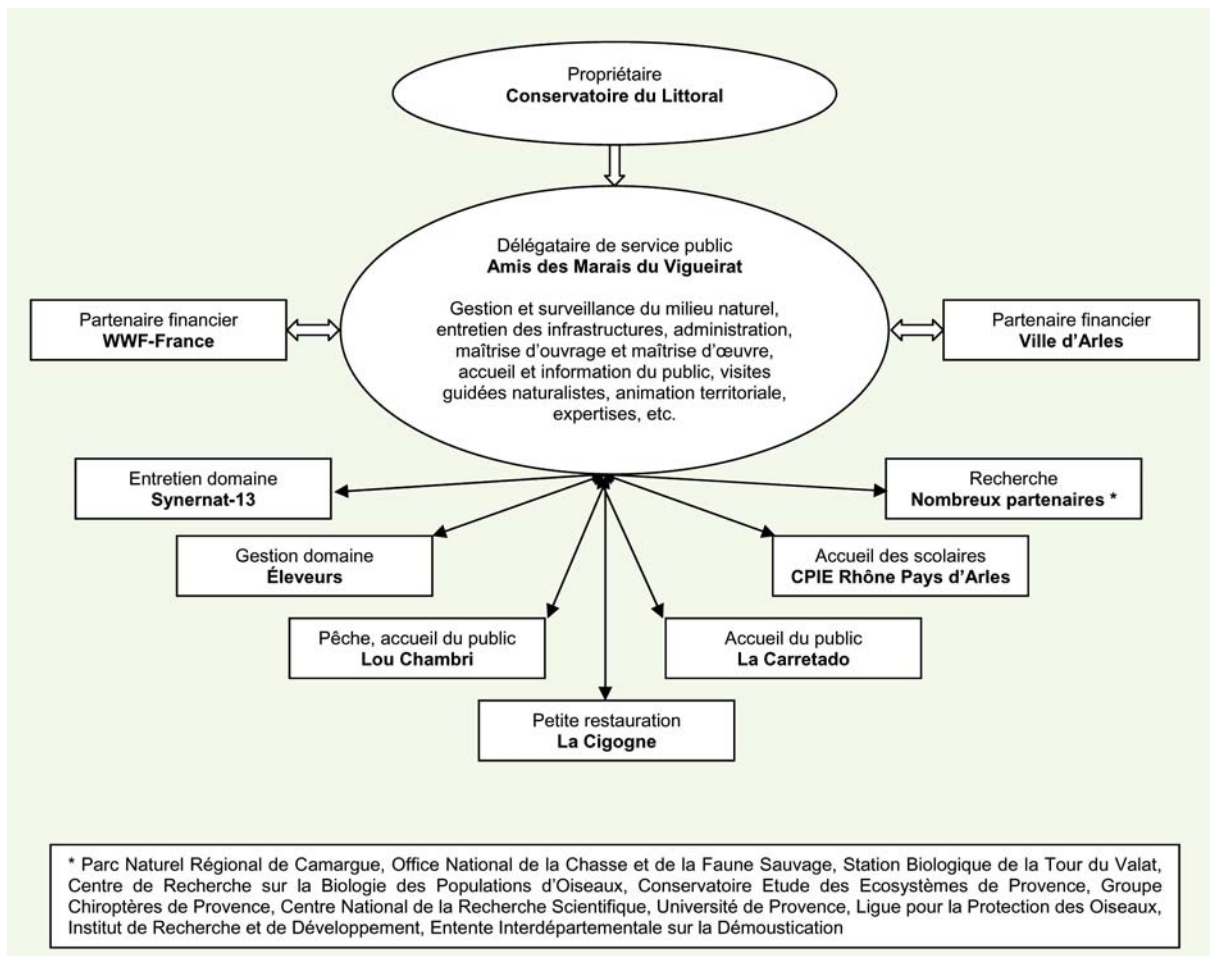 Propriétaire
Conservatoire du Littoral
Délégataire de service public
Amis des Marais du Vigueirat
Gestion et surveillance du milieu naturel,
entretien des infrastructures, administration,
maîtrise d'ouvrage et maîtrise d'œuvre,
accueil et information du public, visites
guidées naturalistes, animation territoriale,
expertises, etc.
Partenaire financier
WWF-France
Partenaire financier
Ville d'Arles
Entretien domaine
Synernat-13
Recherche
Nombreux partenaires *
Gestion domaine
Éleveurs
Accueil des scolaires
CPIE Rhône Pays d'Arles
Pêche, accueil du public
Lou Chambri
Accueil du public
La Carretado
Petite restauration
La Cigogne
* Parc Naturel Régional de Camargue, Office National de la Chasse et de la Faune Sauvage, Station Biologique de la Tour du Valat,
Centre de Recherche sur la Biologie des Populations d'Oiseaux, Conservatoire Etude des Ecosystèmes de Provence, Groupe
Chiroptères de Provence, Centre National de la Recherche Scientifique, Université de Provence, Ligue pour la Protection des Oiseaux,
Institut de Recherche et de Développement, Entente Interdépartementale sur la Démoustication